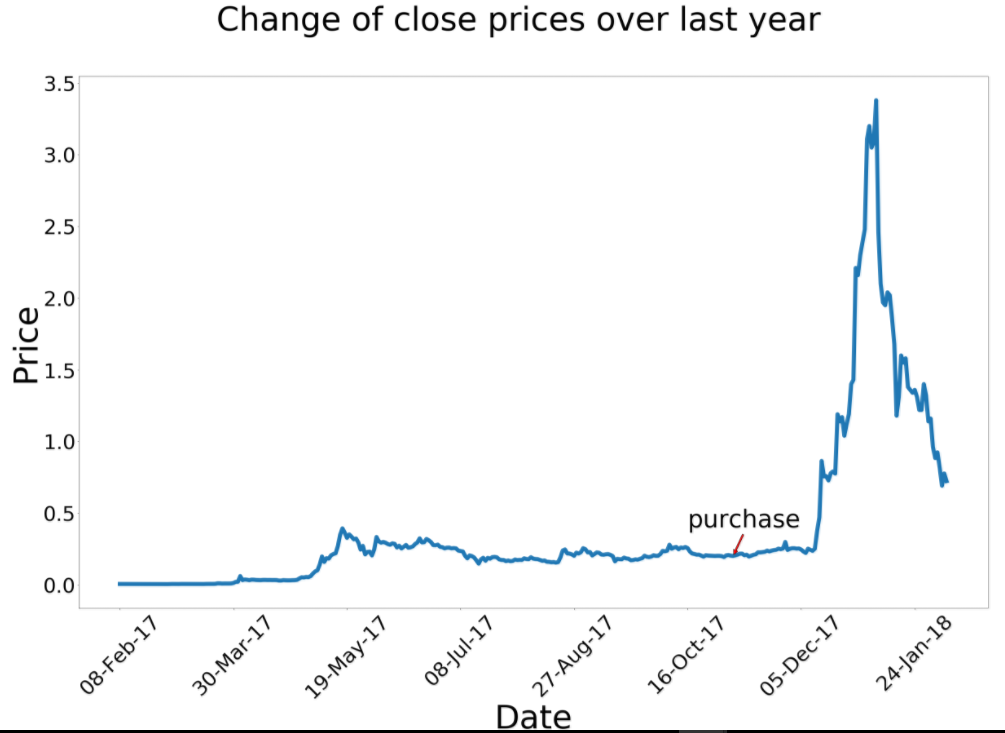 Change of close prices over last year
3.5
3.0
2.5
2.0
1.5
1.0
0.5
0.0
Price
purchase
08-Feb-17
30-Mar-17
19-May-17
08-Jul-17
27-Aug-17
16-Oct-17
05-Dec-17
24-Jan-18
Date